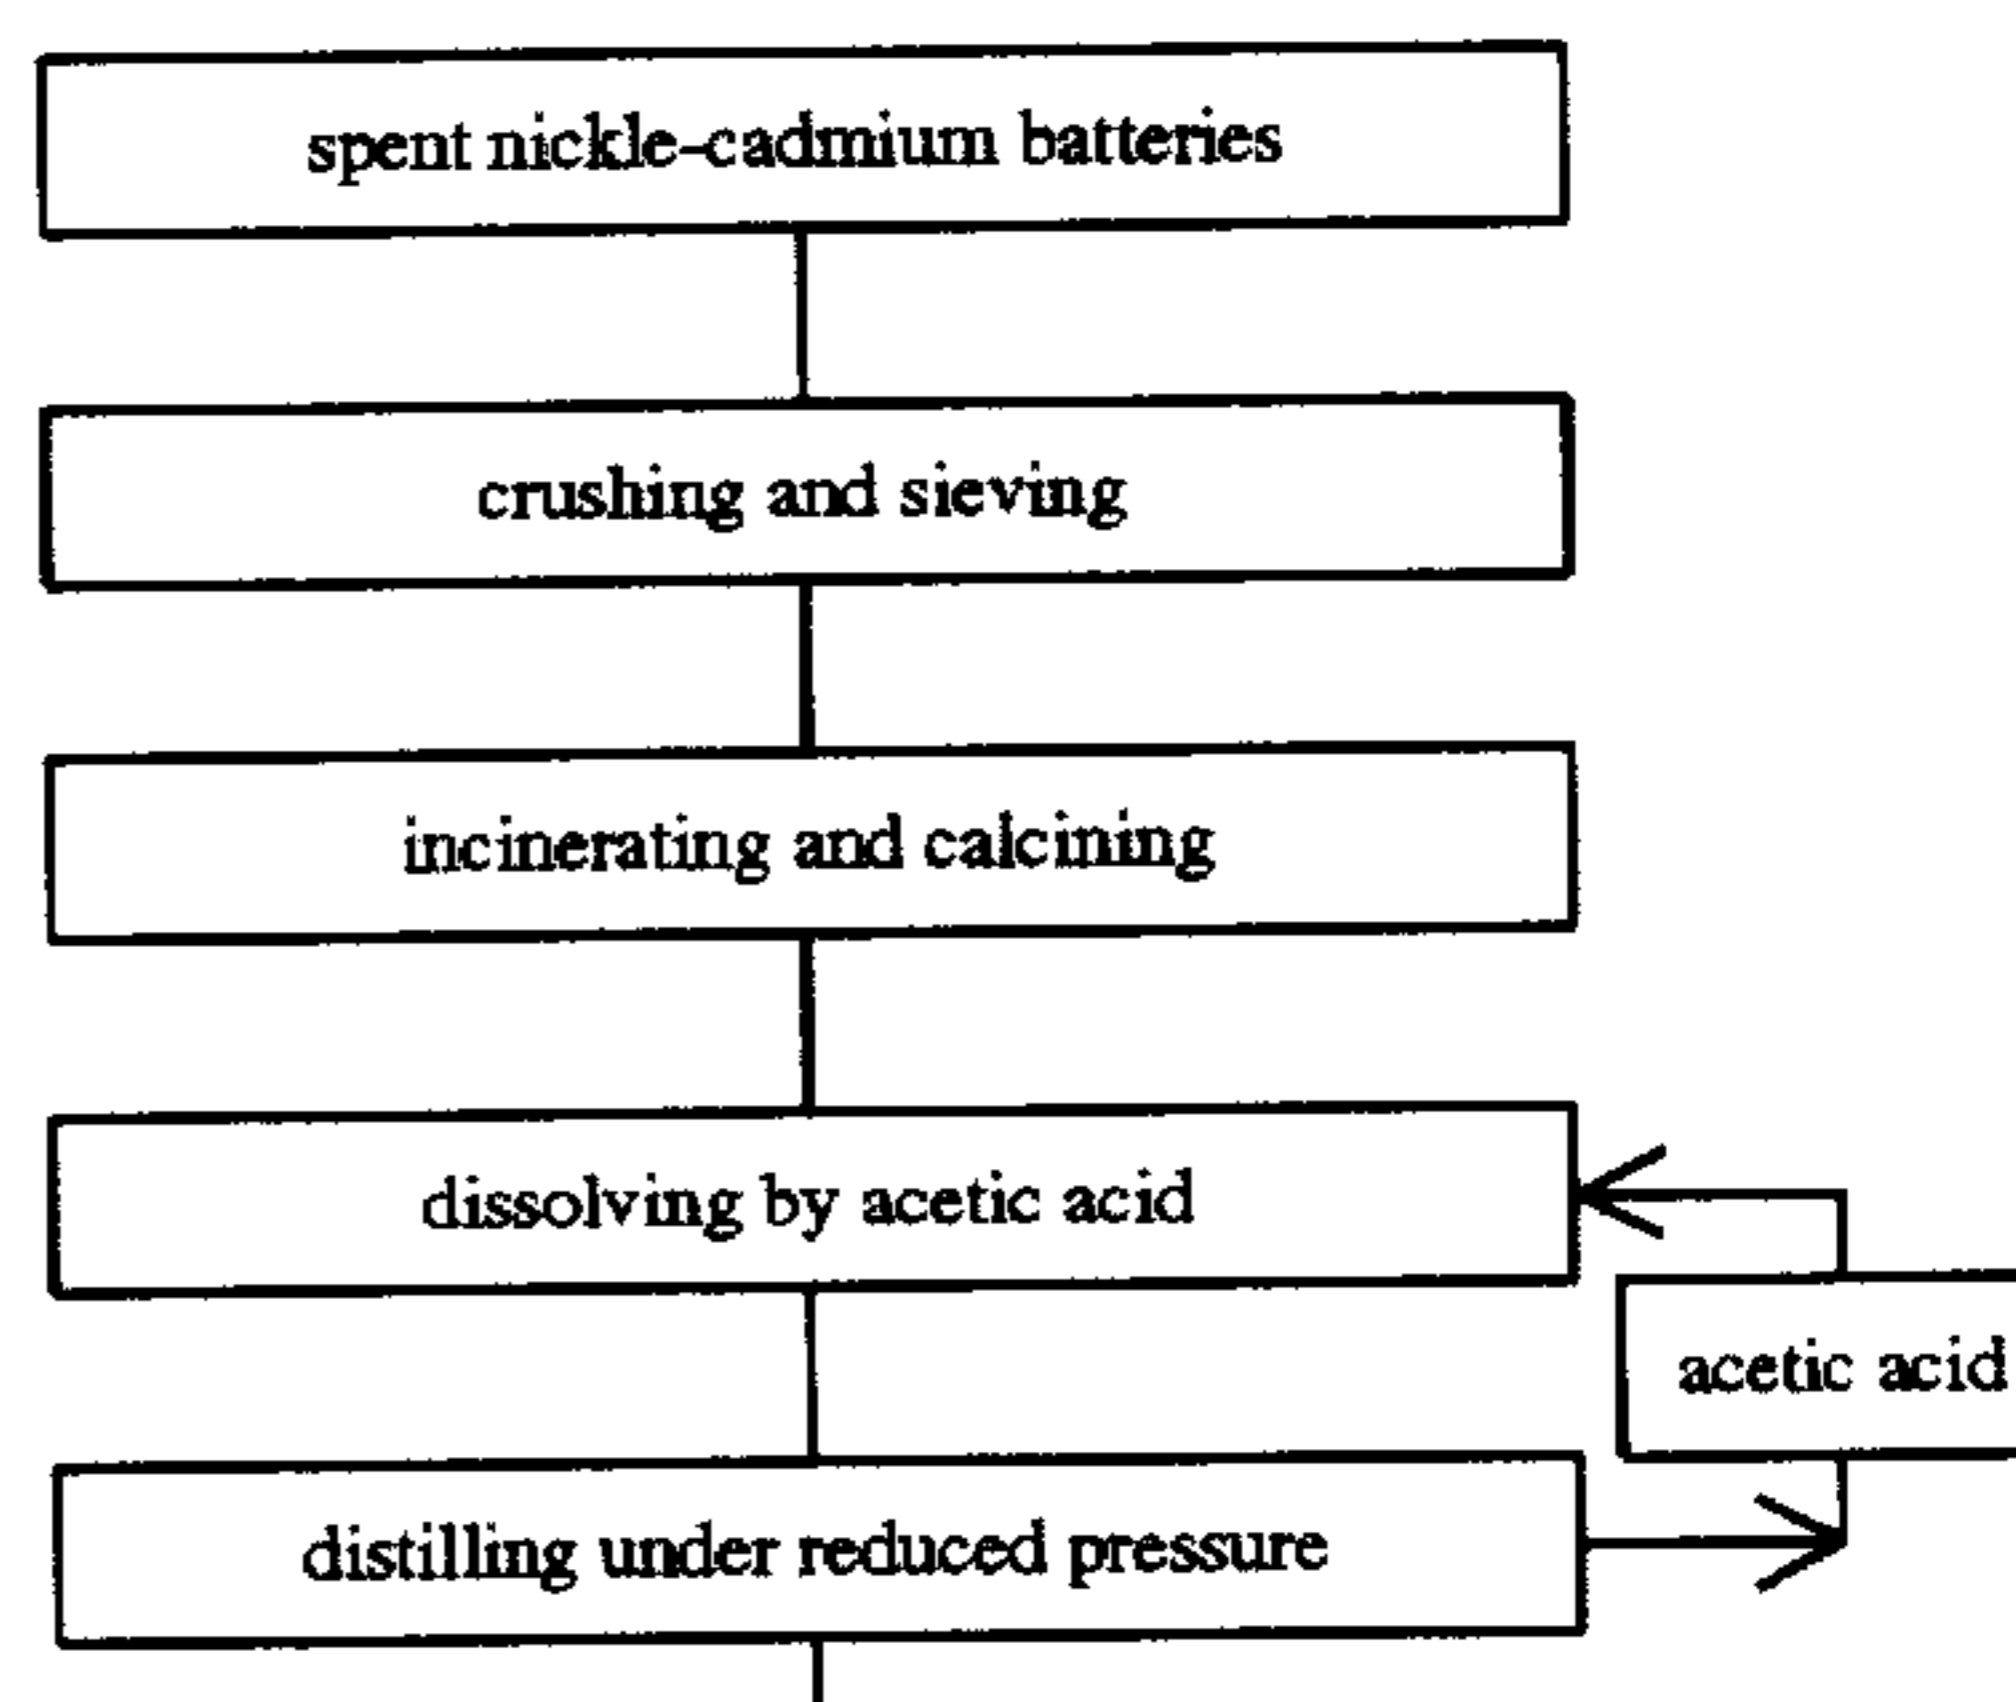 spent nickle-cadmium batteries
crushing and sieving
incinerating and calcining
dissolving by acetic acid
acetic acid
distilling under reduced pressure